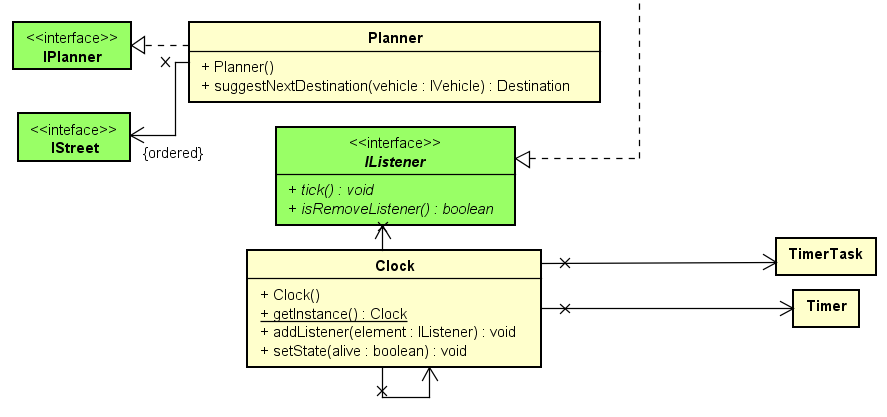 <<interface>>
IPlanner
Planner
+ Planner()
+ suggestNextDestination(vehicle : IVehicle) : Destination
<<inteface>>
IStreet
{ordered}
<<interface>>
IListener
+ tick() : void
+ isRemoveListener() : boolean
Clock
+ Clock()
+ getInstance() : Clock
+ addListener(element : IListener) : void
+ setState(alive : boolean) : void
TimerTask
Timer